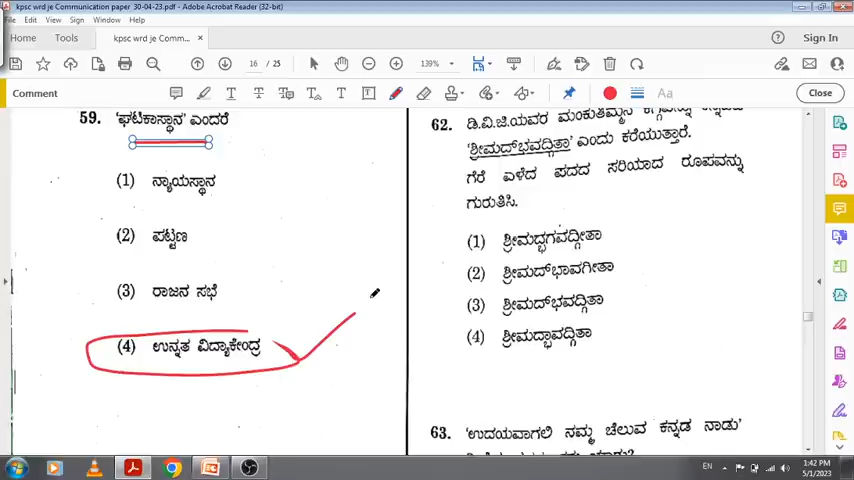 kpsc wrd je Communication paper 30-04-23.pdf - Adobe Acrobat Reader (32-bit)
File Edit View Sign Window Help
Home Tools kpsc wrd je Comm... × Sign In
16 / 25 139%
Comment Close
59. 'ಘಟಿಕಾಸ್ಥಾನ' ಎಂದರೆ
(1) ನ್ಯಾಯಸ್ಥಾನ
(2) ಪಟ್ಟಣ
(3) ರಾಜನ ಸಭೆ
(4) ಉನ್ನತ ವಿದ್ಯಾಕೇಂದ್ರ
62. ಡಿ.ವಿ.ಜಿ.ಯವರ ಮಂಕುತಿಮ್ಮನ ಕಗ್ಗವನ್ನು ಕನ್ನಡದ
'ಶ್ರೀಮದ್‌ಭವದ್ಗಿತಾ' ಎಂದು ಕರೆಯುತ್ತಾರೆ.
ಗೆರೆ ಎಳೆದ ಪದದ ಸರಿಯಾದ ರೂಪವನ್ನು
ಗುರುತಿಸಿ.
(1) ಶ್ರೀಮದ್ಭಗವದ್ಗೀತಾ
(2) ಶ್ರೀಮದ್‌ಭಾವಗೀತಾ
(3) ಶ್ರೀಮದ್‌ಭವದ್ಗಿತಾ
(4) ಶ್ರೀಮದ್ಭಾವದ್ಗಿತಾ
63. 'ಉದಯವಾಗಲಿ ನಮ್ಮ ಚೆಲುವ ಕನ್ನಡ ನಾಡು'
EN 1:42 PM
5/1/2023